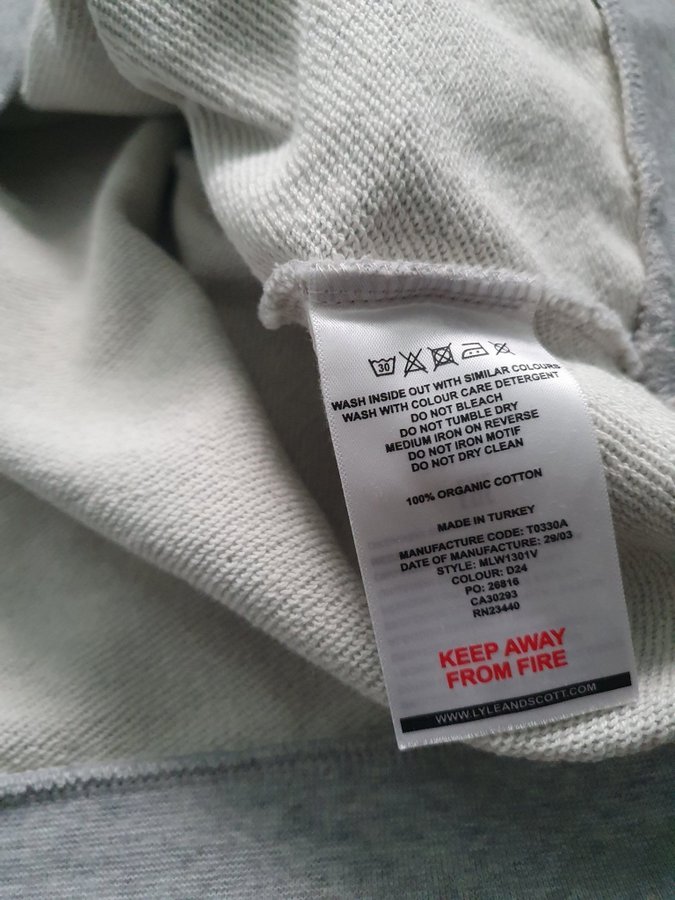 30
WASH INSIDE OUT WITH SIMILAR COLOURS
WASH WITH COLOUR CARE DETERGENT
DO NOT BLEACH
DO NOT TUMBLE DRY
MEDIUM IRON ON REVERSE
DO NOT IRON MOTIF
DO NOT DRY CLEAN
100% ORGANIC COTTON
MADE IN TURKEY
MANUFACTURE CODE: T0330A
DATE OF MANUFACTURE: 29/03
STYLE: MLW1301V
COLOUR: D24
PO: 26816
CA30293
RN23440
KEEP AWAY
FROM FIRE
WWW.LYLEANDSCOTT.COM